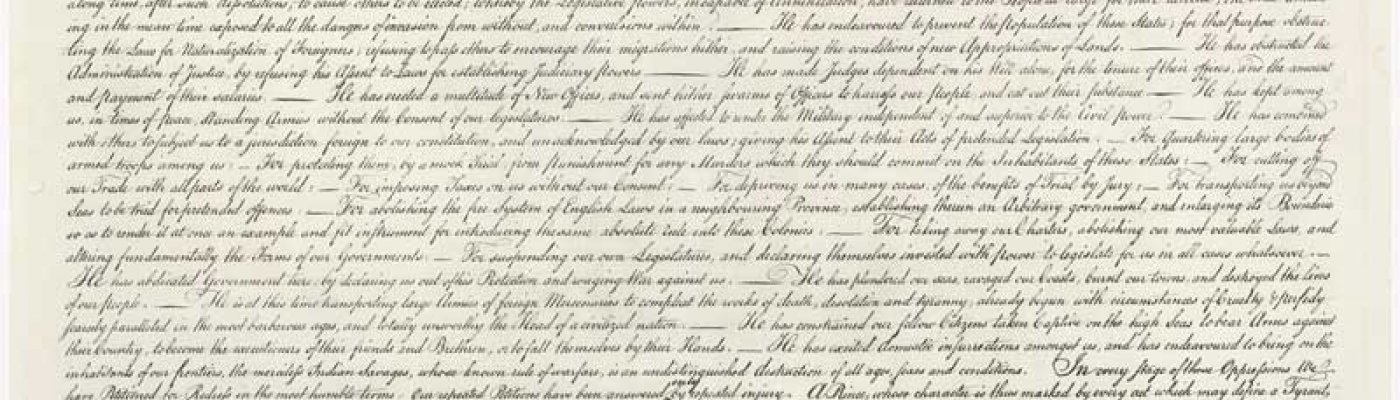 along time, after such dissolutions, to cause others to be elected; whereby the Legislative powers, incapable of Annihilation, have
ing in the mean time exposed to all the dangers of invasion from without, and convulsions within. — He has endeavoured to prevent the population of these States; for that purpose obstruc-
ting the Laws for Naturalization of Foreigners; refusing to pass others to encourage their migrations hither, and raising the conditions of new Appropriations of Lands. — He has obstructed the
Administration of Justice, by refusing his Assent to Laws for establishing Judiciary powers — He has made Judges dependent on his Will alone, for the tenure of their offices, and the amount
and payment of their salaries. — He has erected a multitude of New Offices, and sent hither swarms of Officers to harrass our People, and eat out their substance. — He has kept among
us, in times of peace, Standing Armies without the Consent of our legislatures. — He has affected to render the Military independent of and superior to the Civil power. — He has combined
with others to subject us to a jurisdiction foreign to our constitution, and unacknowledged by our laws; giving his Assent to their Acts of pretended Legislation: — For Quartering large bodies of
armed troops among us: — For protecting them, by a mock Trial, from punishment for any Murders which they should commit on the Inhabitants of these States: — For cutting off
our Trade with all parts of the world: — For imposing Taxes on us without our Consent: — For depriving us in many cases, of the benefits of Trial by Jury: — For transporting us beyond
Seas to be tried for pretended offences — For abolishing the free System of English Laws in a neighbouring Province, establishing therein an Arbitrary government, and enlarging its Boundaries
so as to render it at once an example and fit instrument for introducing the same absolute rule into these Colonies: — For taking away our Charters, abolishing our most valuable Laws, and
altering fundamentally the Forms of our Governments: — For suspending our own Legislatures, and declaring themselves invested with power to legislate for us in all cases whatsoever. —
He has abdicated Government here, by declaring us out of his Protection and waging War against us. — He has plundered our seas, ravaged our Coasts, burnt our towns, and destroyed the lives
of our people. — He is at this time transporting large Armies of foreign Mercenaries to compleat the works of death, desolation and tyranny, already begun with circumstances of Cruelty & perfidy
scarcely paralleled in the most barbarous ages, and totally unworthy the Head of a civilized nation. — He has constrained our fellow Citizens taken Captive on the high Seas to bear Arms against
their Country, to become the executioners of their friends and Brethren, or to fall themselves by their Hands. — He has excited domestic insurrections amongst us, and has endeavoured to bring on the
inhabitants of our frontiers, the merciless Indian Savages, whose known rule of warfare, is an undistinguished destruction of all ages, sexes and conditions. In every stage of these Oppressions We
have Petitioned for Redress in the most humble terms: Our repeated Petitions have been answered only by repeated injury. A Prince, whose character is thus marked by every act which may define a Tyrant,